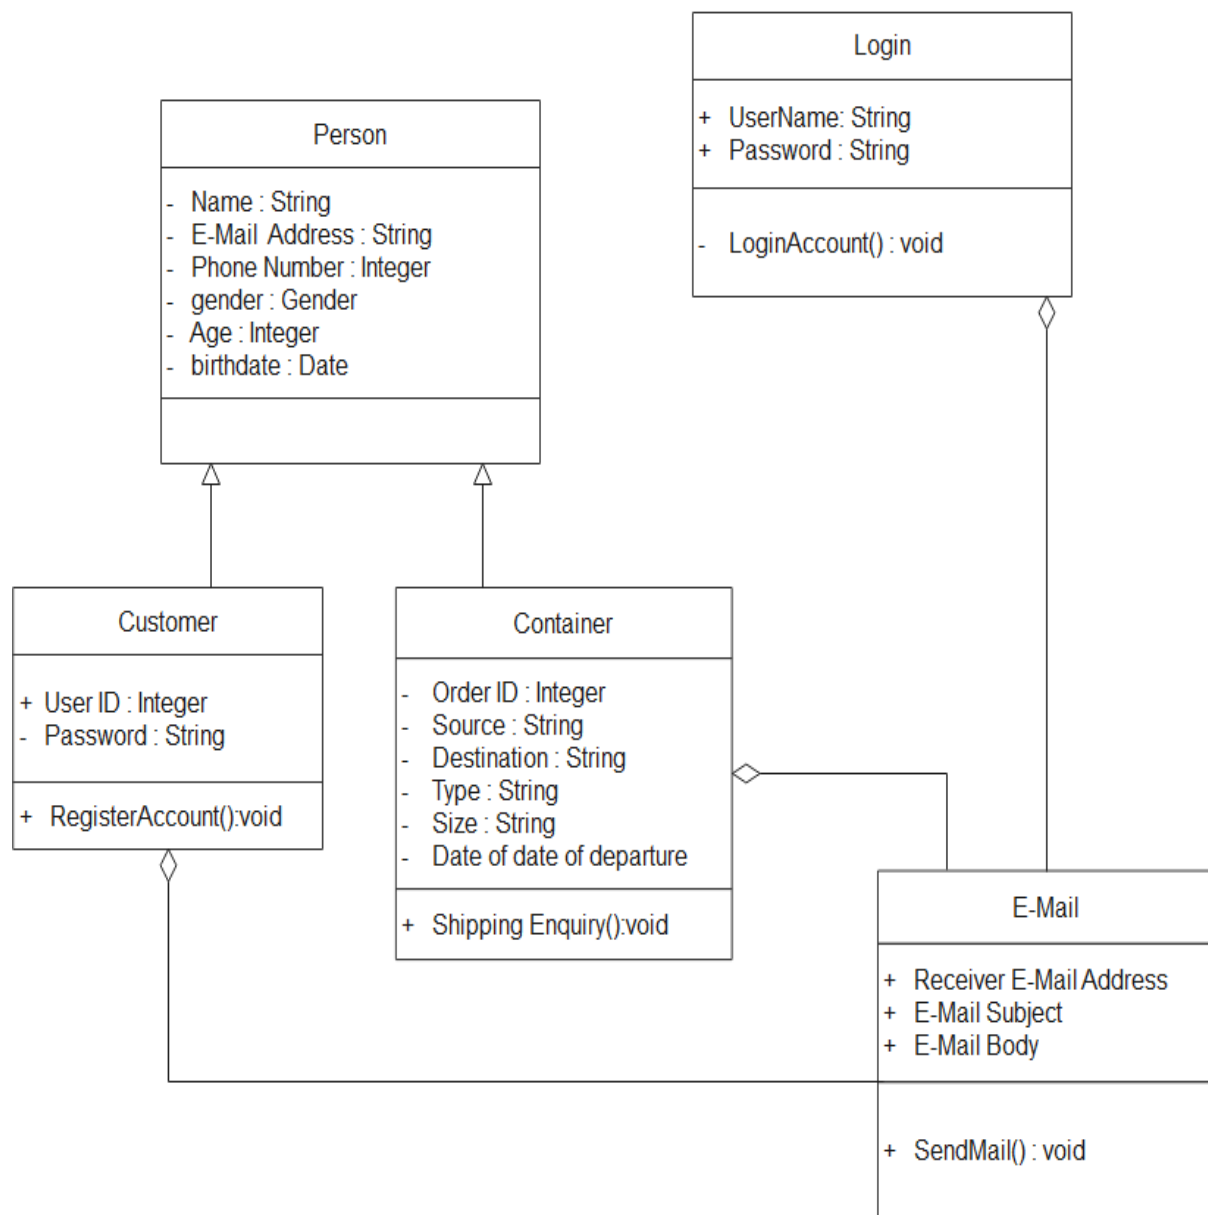 Login
+ UserName: String
+ Password : String
- LoginAccount() : void
Person
- Name : String
- E-Mail Address : String
- Phone Number : Integer
- gender : Gender
- Age : Integer
- birthdate : Date
Customer
+ User ID : Integer
- Password : String
+ RegisterAccount():void
Container
- Order ID : Integer
- Source : String
- Destination : String
- Type : String
- Size : String
- Date of date of departure
+ Shipping Enquiry():void
E-Mail
+ Receiver E-Mail Address
+ E-Mail Subject
+ E-Mail Body
+ SendMail() : void